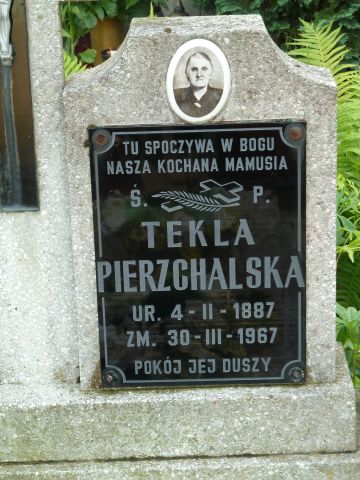 TU SPOCZYWA W BOGU
NASZA KOCHANA MAMUSIA
Ś. P.
TEKLA
PIERZCHALSKA
UR. 4-II-1887
ZM. 30-III-1967
POKÓJ JEJ DUSZY